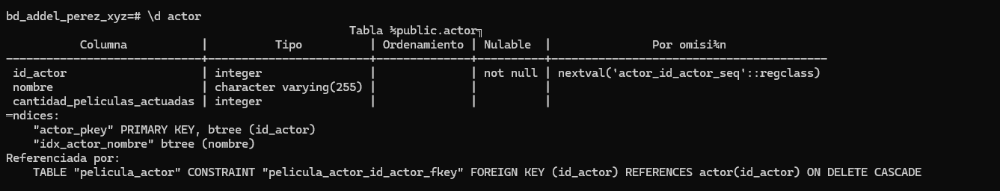 bd_addel_perez_xyz=# \d actor
Tabla ½public.actor╗
Columna | Tipo | Ordenamiento | Nulable | Por omisi¾n
id_actor | integer | | not null | nextval('actor_id_actor_seq'::regclass)
nombre | character varying(255) | | |
cantidad_peliculas_actuadas | integer | | |
═ndices:
"actor_pkey" PRIMARY KEY, btree (id_actor)
"idx_actor_nombre" btree (nombre)
Referenciada por:
TABLE "pelicula_actor" CONSTRAINT "pelicula_actor_id_actor_fkey" FOREIGN KEY (id_actor) REFERENCES actor(id_actor) ON DELETE CASCADE